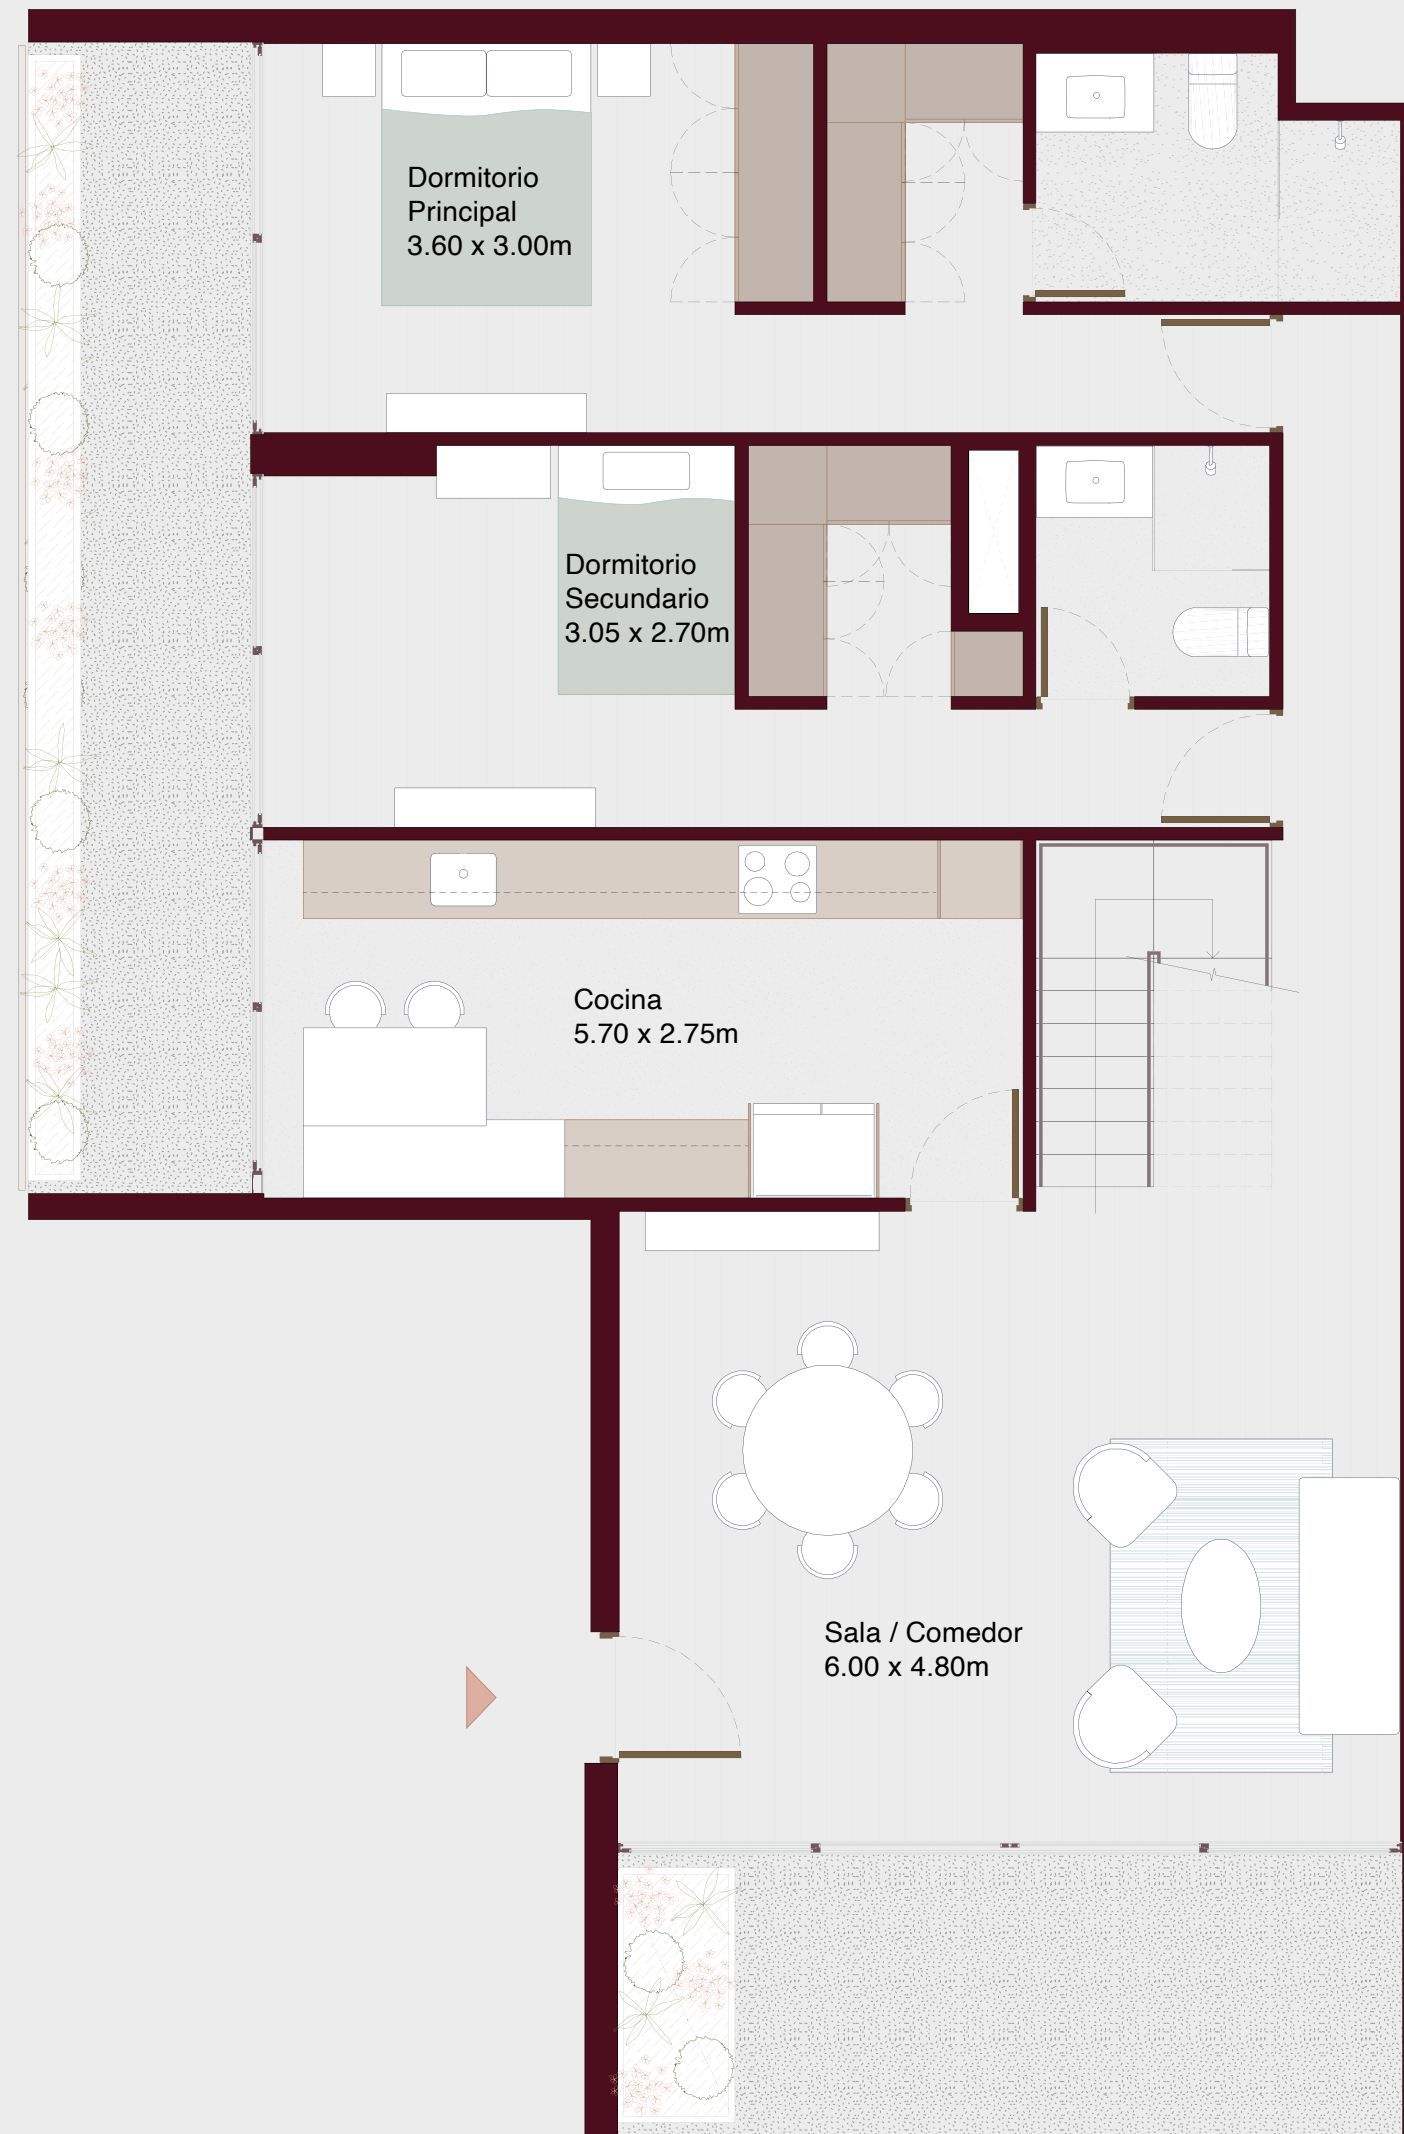 Dormitorio
Principal
3.60 x 3.00m
Dormitorio
Secundario
3.05 x 2.70m
Cocina
5.70 x 2.75m
Sala / Comedor
6.00 x 4.80m